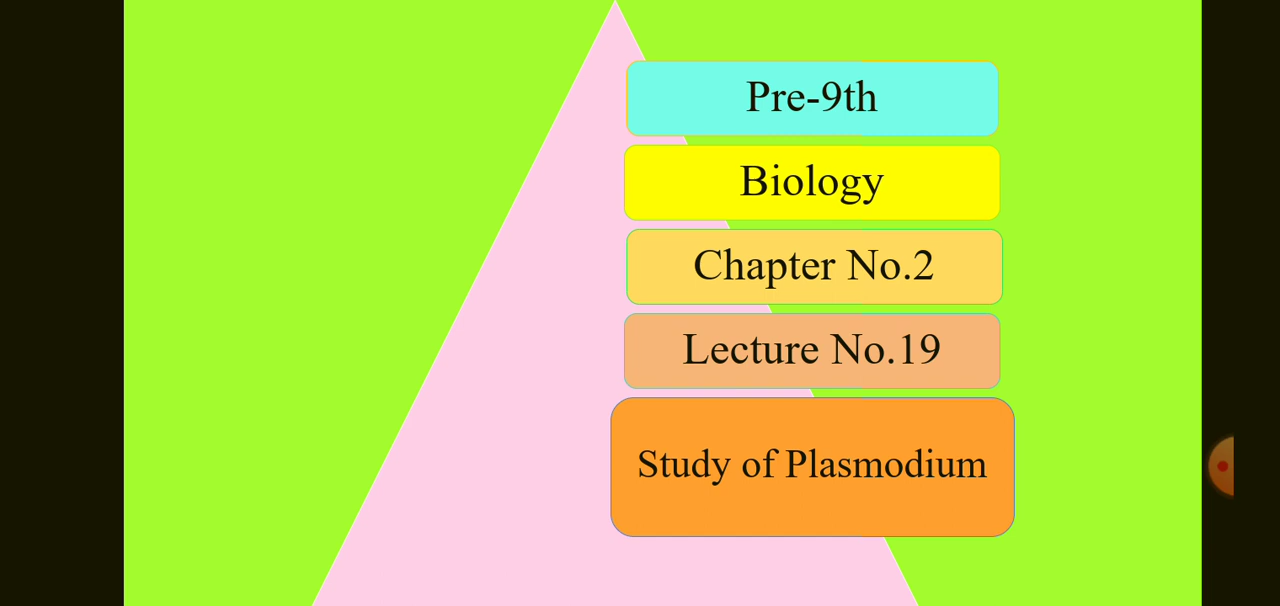 Pre-9th
Biology
Chapter No.2
Lecture No.19
Study of Plasmodium